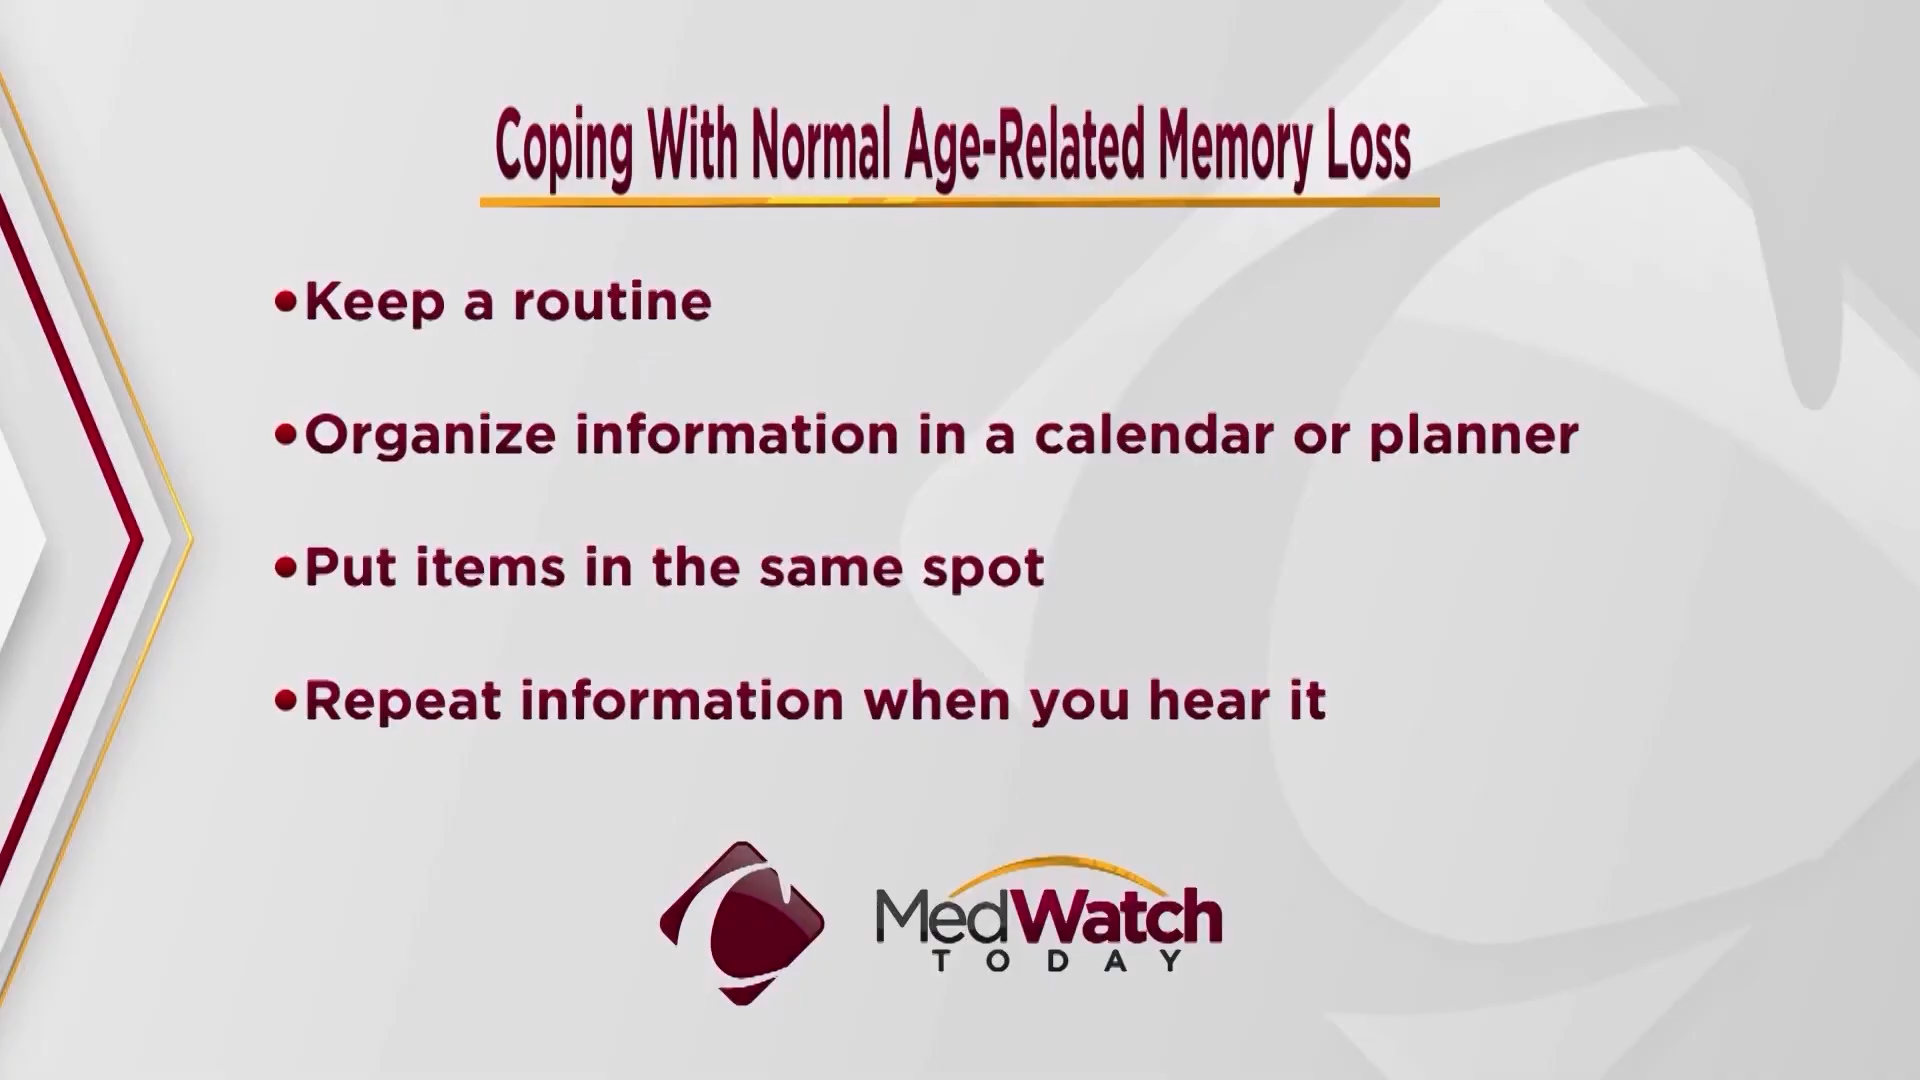 Coping With Normal Age-Related Memory Loss
•Keep a routine
•Organize information in a calendar or planner
•Put items in the same spot
•Repeat information when you hear it
MedWatch
TODAY